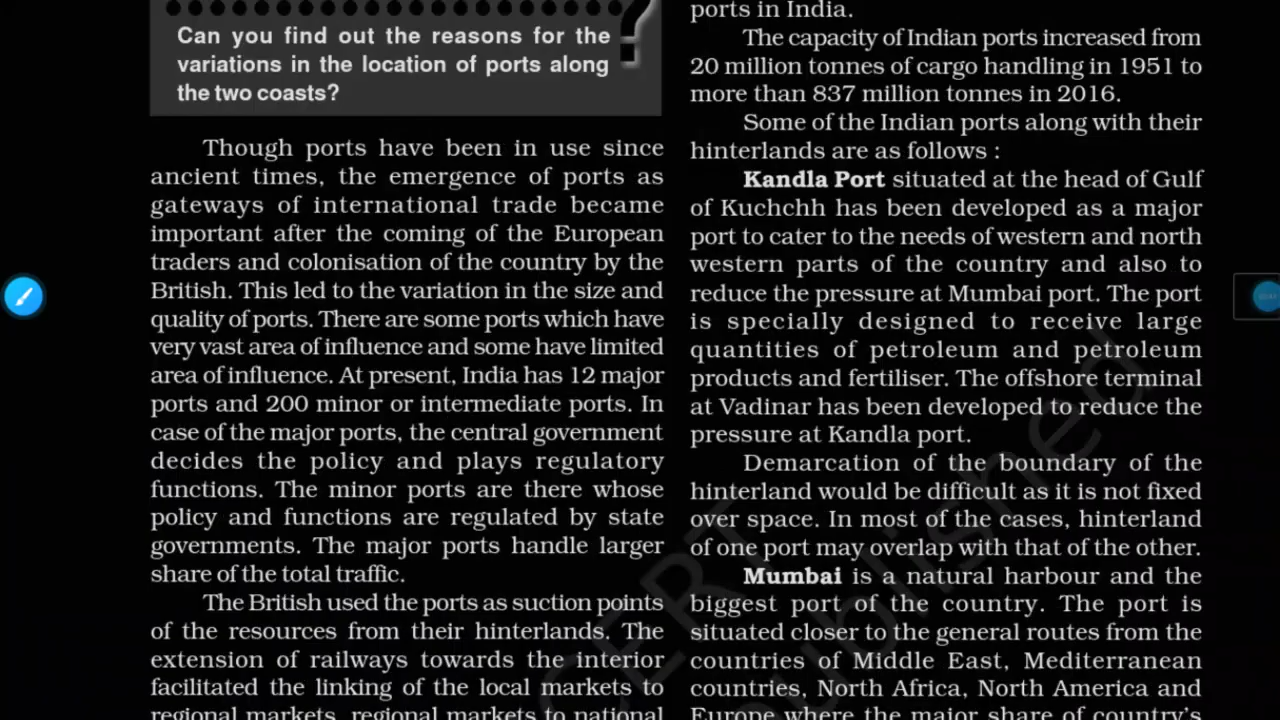 Can you find out the reasons for the
variations in the location of ports along
the two coasts?
?
Though ports have been in use since
ancient times, the emergence of ports as
gateways of international trade became
important after the coming of the European
traders and colonisation of the country by the
British. This led to the variation in the size and
quality of ports. There are some ports which have
very vast area of influence and some have limited
area of influence. At present, India has 12 major
ports and 200 minor or intermediate ports. In
case of the major ports, the central government
decides the policy and plays regulatory
functions. The minor ports are there whose
policy and functions are regulated by state
governments. The major ports handle larger
share of the total traffic.
The British used the ports as suction points
of the resources from their hinterlands. The
extension of railways towards the interior
facilitated the linking of the local markets to
regional markets, regional markets to national
ports in India.
The capacity of Indian ports increased from
20 million tonnes of cargo handling in 1951 to
more than 837 million tonnes in 2016.
Some of the Indian ports along with their
hinterlands are as follows :
Kandla Port situated at the head of Gulf
of Kuchchh has been developed as a major
port to cater to the needs of western and north
western parts of the country and also to
reduce the pressure at Mumbai port. The port
is specially designed to receive large
quantities of petroleum and petroleum
products and fertiliser. The offshore terminal
at Vadinar has been developed to reduce the
pressure at Kandla port.
Demarcation of the boundary of the
hinterland would be difficult as it is not fixed
over space. In most of the cases, hinterland
of one port may overlap with that of the other.
Mumbai is a natural harbour and the
biggest port of the country. The port is
situated closer to the general routes from the
countries of Middle East, Mediterranean
countries, North Africa, North America and
Europe where the major share of country's
CERT
published